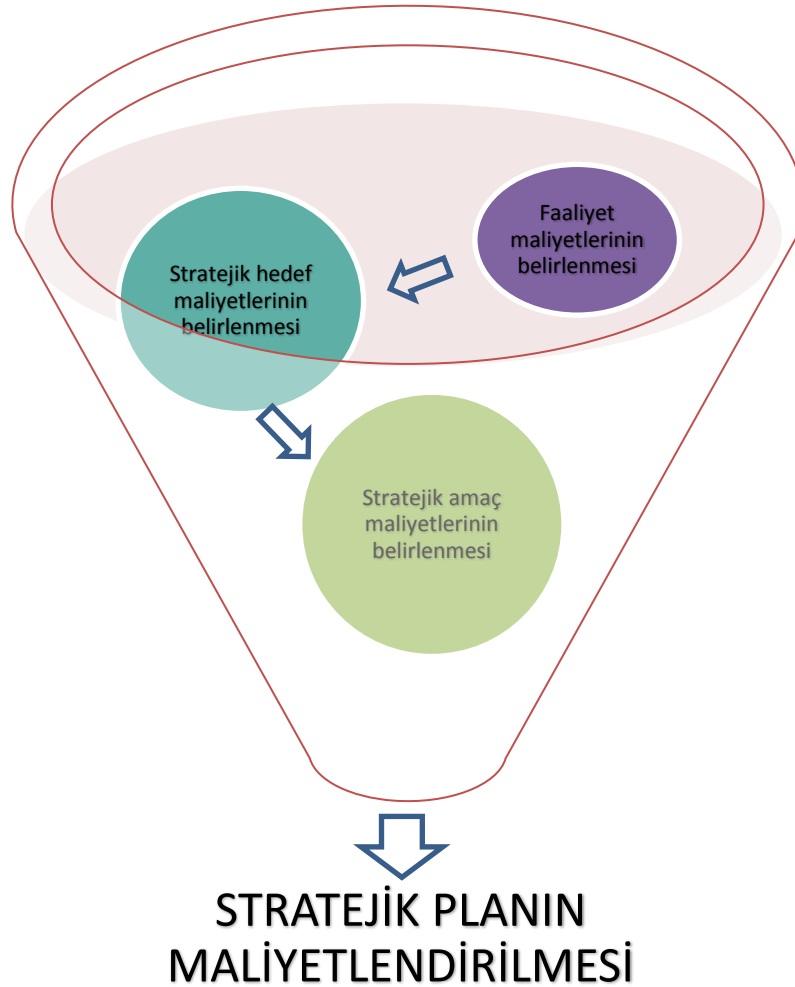 Faaliyet
maliyetlerinin
belirlenmesi
Stratejik hedef
maliyetlerinin
belirlenmesi
Stratejik amaç
maliyetlerinin
belirlenmesi
STRATEJİK PLANIN
MALİYETLENDİRİLMESİ